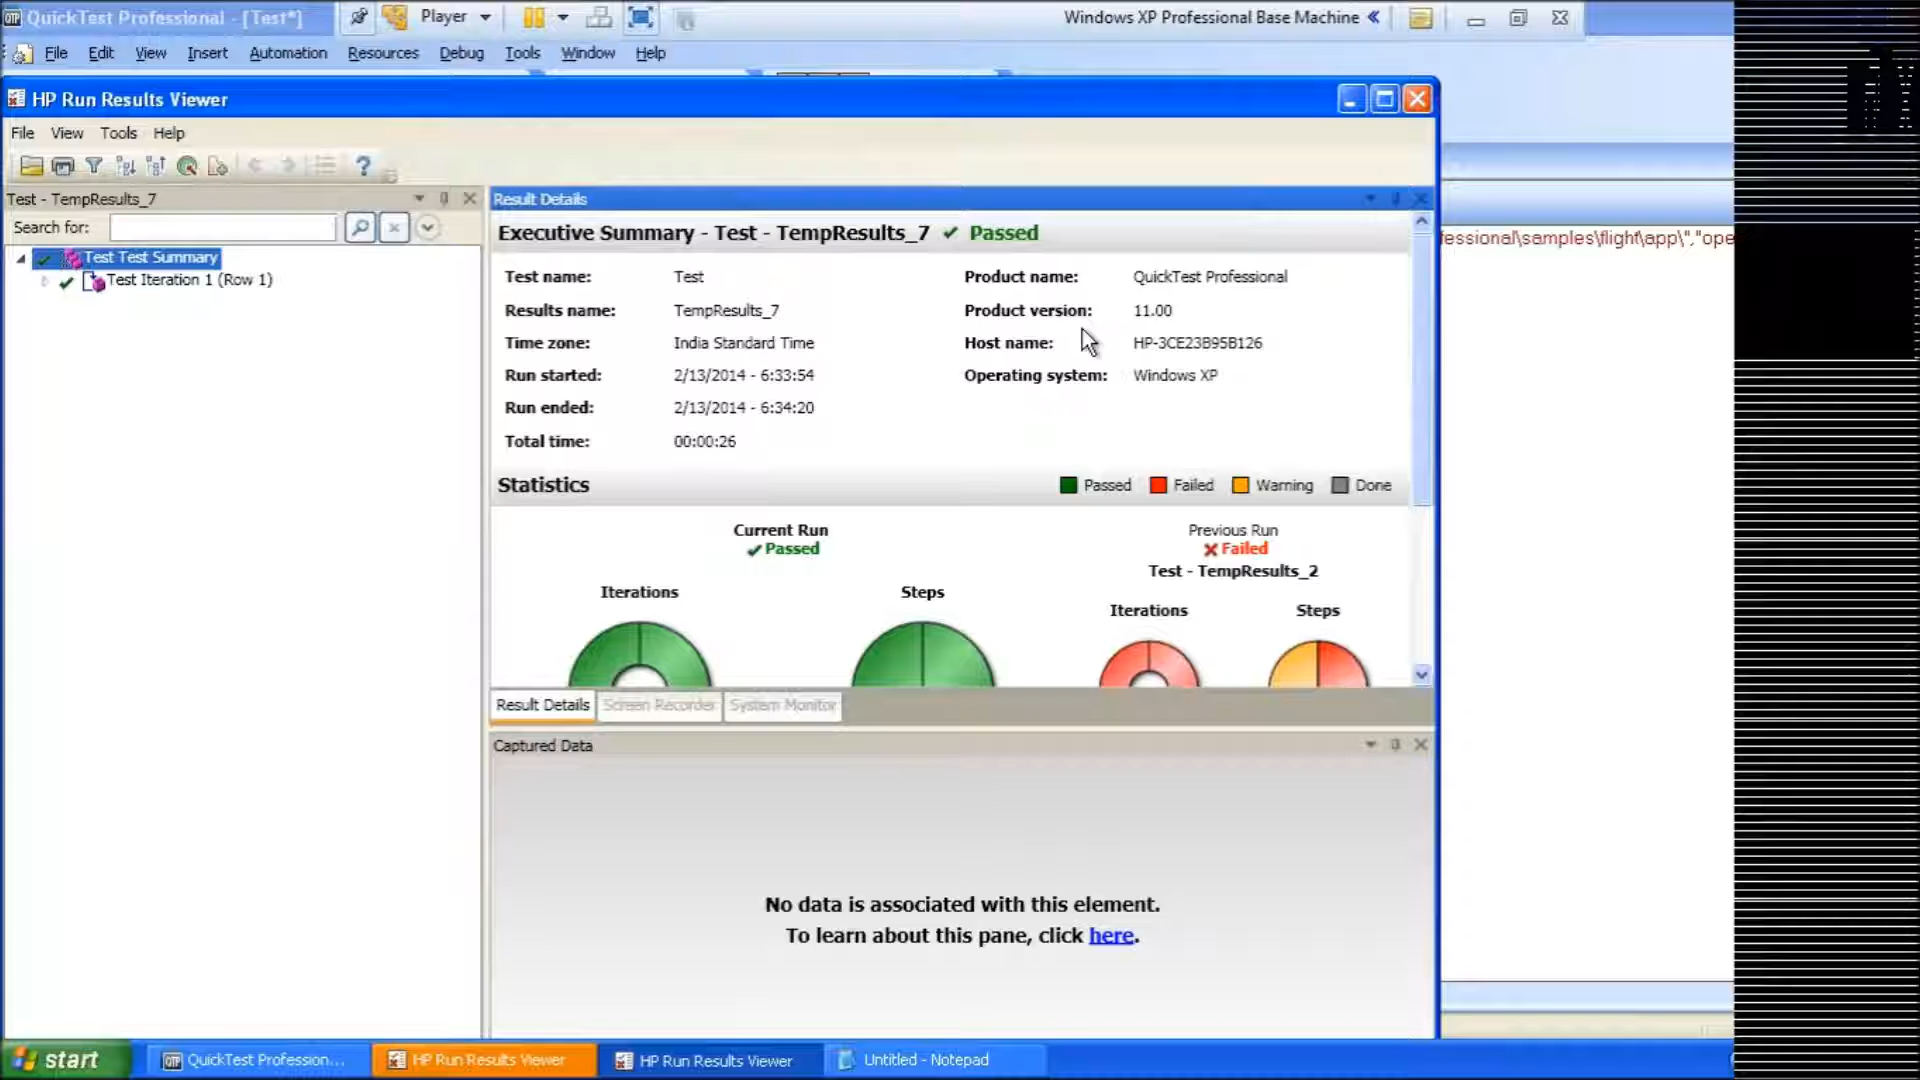 QTP QuickTest Professional - [Test*]
Player
Windows XP Professional Base Machine
File Edit View Insert Automation Resources Debug Tools Window Help
HP Run Results Viewer
File View Tools Help
Test - TempResults_7
Search for:
Test Test Summary
Test Iteration 1 (Row 1)
Result Details
Executive Summary - Test - TempResults_7 ✓ Passed
Test name: Test Product name: QuickTest Professional
Results name: TempResults_7 Product version: 11.00
Time zone: India Standard Time Host name: HP-3CE23B95B126
Run started: 2/13/2014 - 6:33:54 Operating system: Windows XP
Run ended: 2/13/2014 - 6:34:20
Total time: 00:00:26
Statistics Passed Failed Warning Done
Current Run Previous Run
Passed Failed
Test - TempResults_2
Iterations Steps Iterations Steps
Result Details Screen Recorder System Monitor
Captured Data
No data is associated with this element.
To learn about this pane, click here.
fessional\samples\flight\app\","ope
start QTP QuickTest Profession... HP Run Results Viewer HP Run Results Viewer Untitled - Notepad